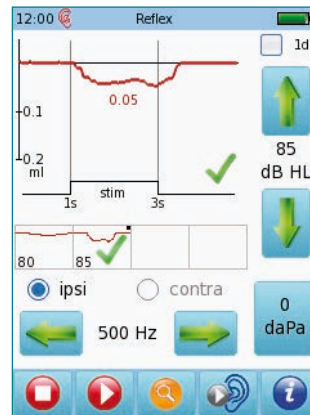 12:00 Reflex
1d
-0.1
0.05
-0.2
ml
stim
1s 3s
85
dB HL
80 85
ipsi contra
500 Hz
0
daPa